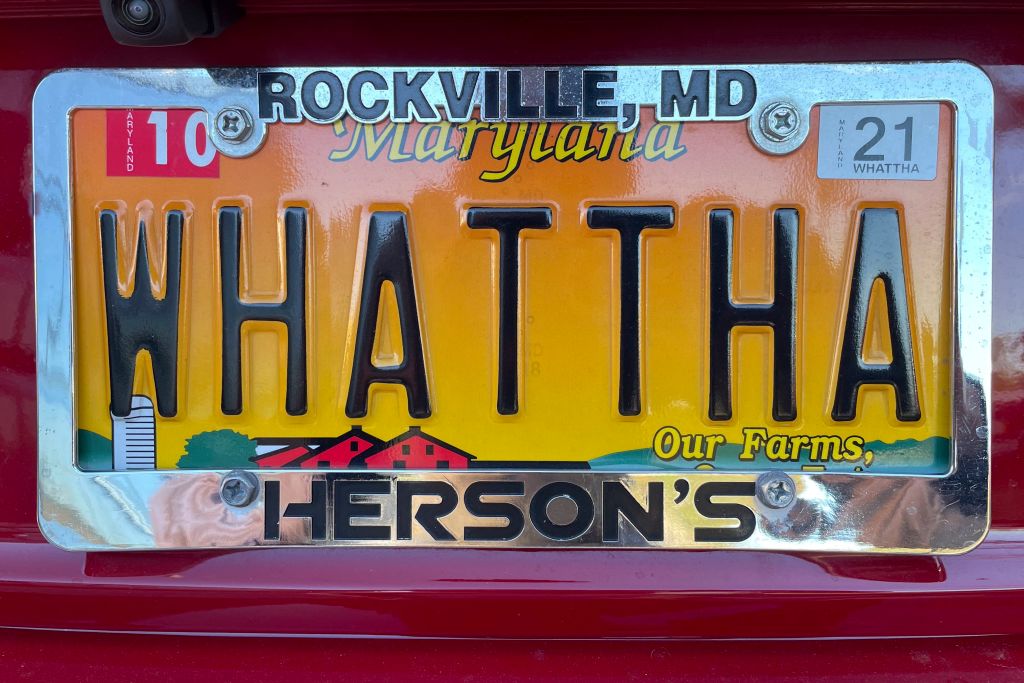 ROCKVILLE, MD
MARYLAND
10
Maryland
MARYLAND
21
WHATTHA
WHATTHA
Our Farms,
HERSON'S